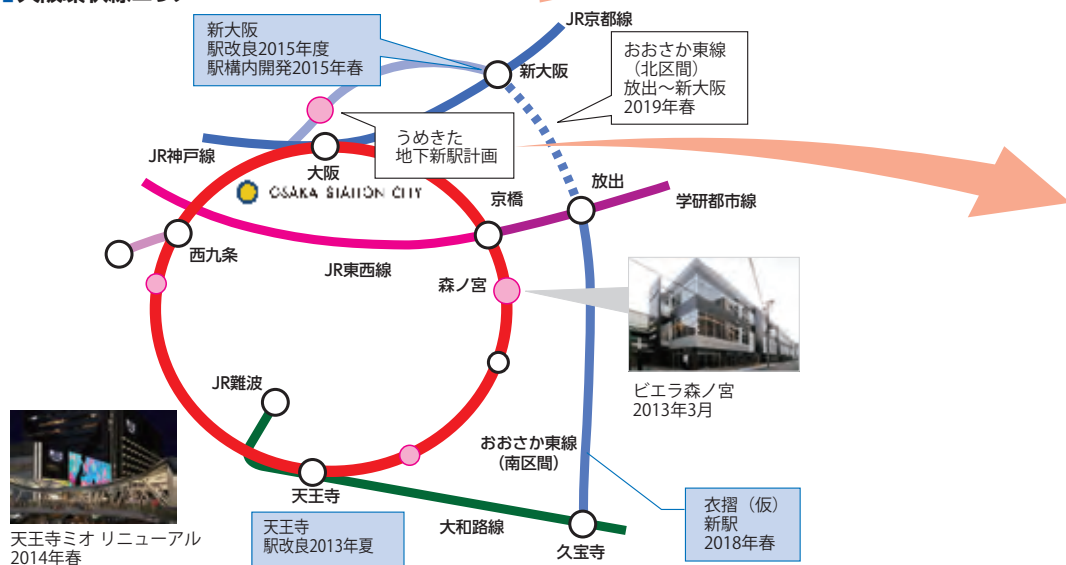 新大阪
駅改良2015年度
駅構内開発2015年春
JR京都線
新大阪
おおさか東線
(北区間)
放出~新大阪
2019年春
うめきた
地下新駅計画
JR神戸線
大阪
OSAKA STATION CITY
京橋
放出
学研都市線
西九条
JR東西線
森ノ宮
ビエラ森ノ宮
2013年3月
JR難波
おおさか東線
(南区間)
天王寺
大和路線
久宝寺
衣摺(仮)
新駅
2018年春
天王寺
駅改良2013年夏
天王寺ミオ リニューアル
2014年春